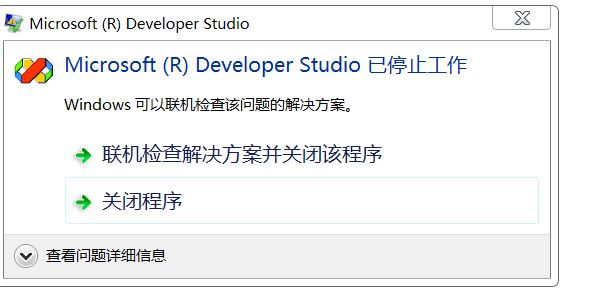 Microsoft (R) Developer Studio
Microsoft (R) Developer Studio 已停止工作
Windows 可以联机检查该问题的解决方案。
联机检查解决方案并关闭该程序
关闭程序
查看问题详细信息